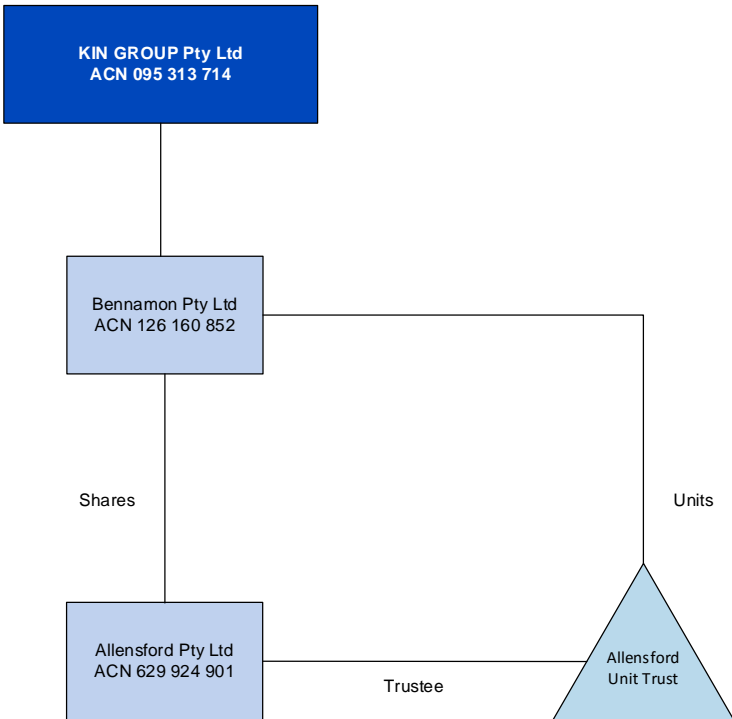 KIN GROUP Pty Ltd
ACN 095 313 714
Bennamon Pty Ltd
ACN 126 160 852
Shares
Units
Allensford Pty Ltd
ACN 629 924 901
Trustee
Allensford
Unit Trust